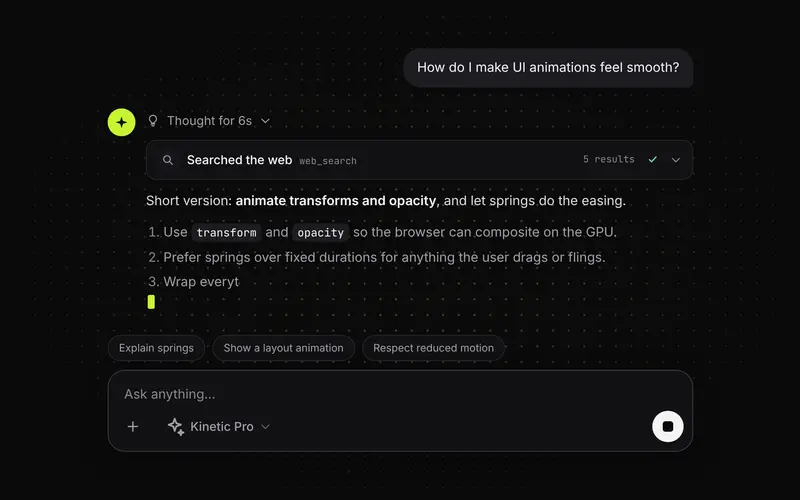 How do I make UI animations feel smooth?
Thought for 6s
Searched the web web_search 5 results
Short version: animate transforms and opacity, and let springs do the easing.
1. Use transform and opacity so the browser can composite on the GPU.
2. Prefer springs over fixed durations for anything the user drags or flings.
3. Wrap everyt
Explain springs Show a layout animation Respect reduced motion
Ask anything...
Kinetic Pro